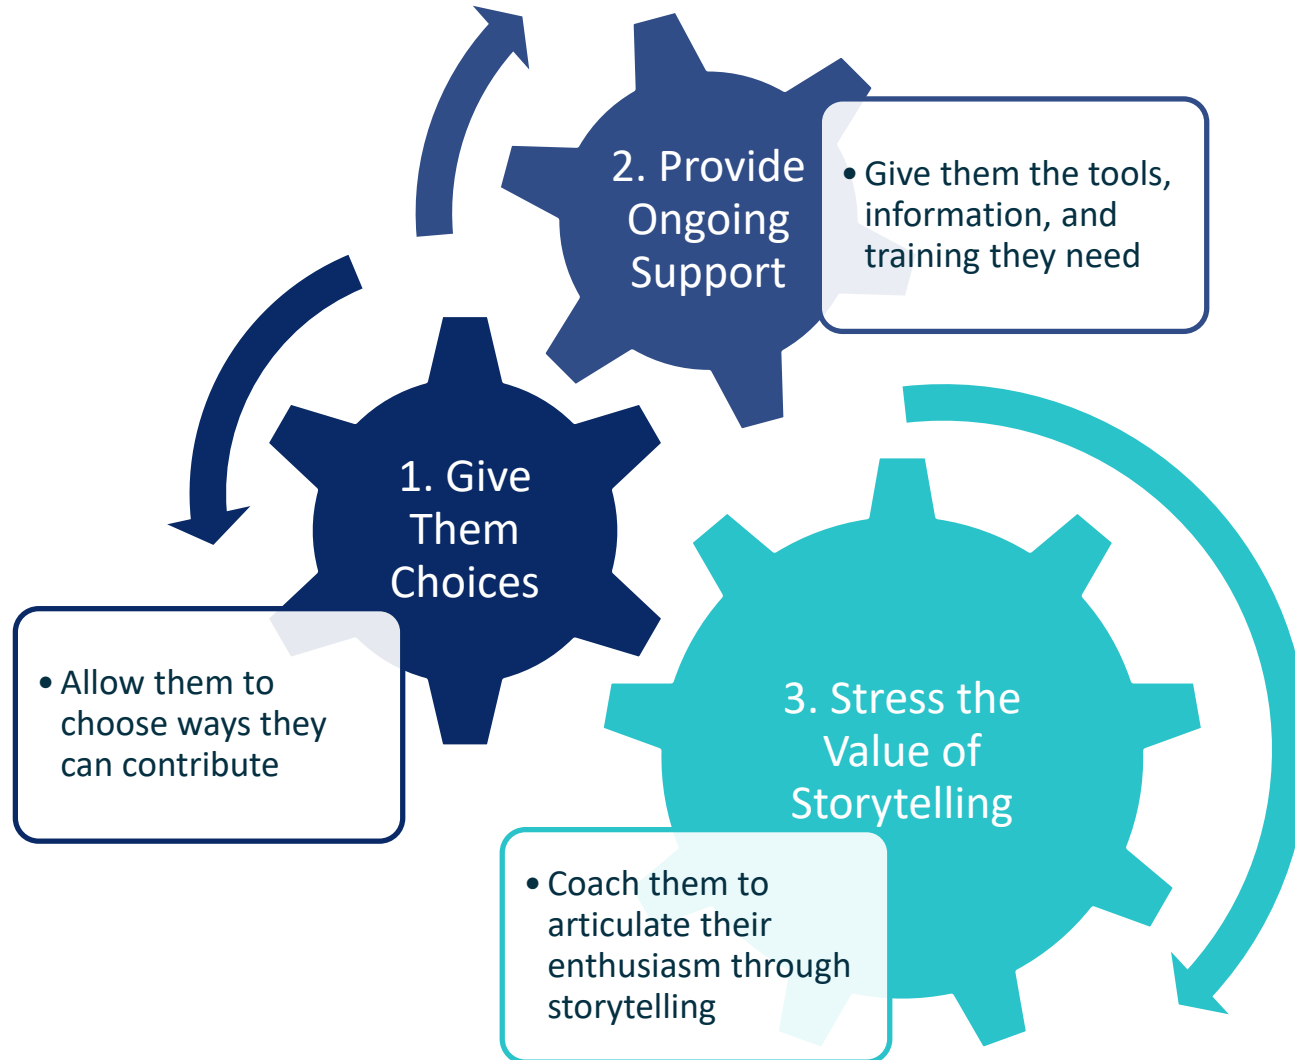 1. Give
Them
Choices
• Allow them to
choose ways they
can contribute
2. Provide
Ongoing
Support
• Give them the tools,
information, and
training they need
3. Stress the
Value of
Storytelling
• Coach them to
articulate their
enthusiasm through
storytelling